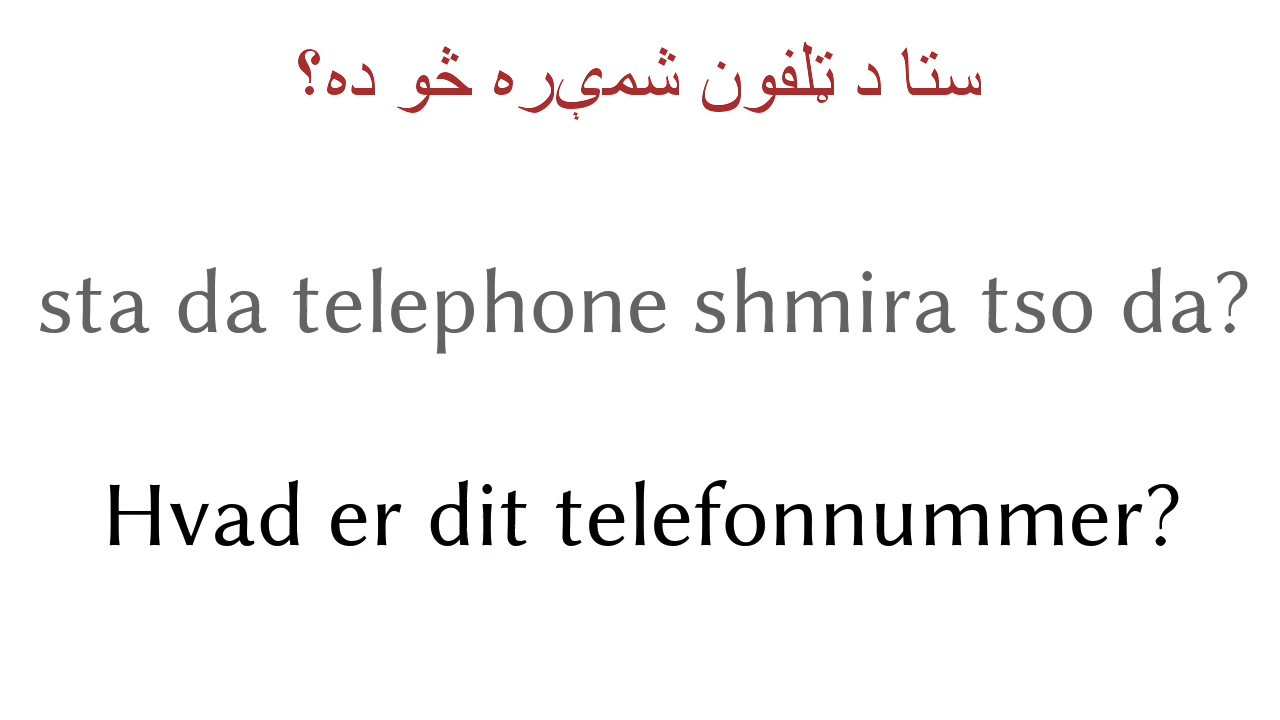 ستا د ټلفون شمېره څو ده؟
sta da telephone shmira tso da?
Hvad er dit telefonnummer?